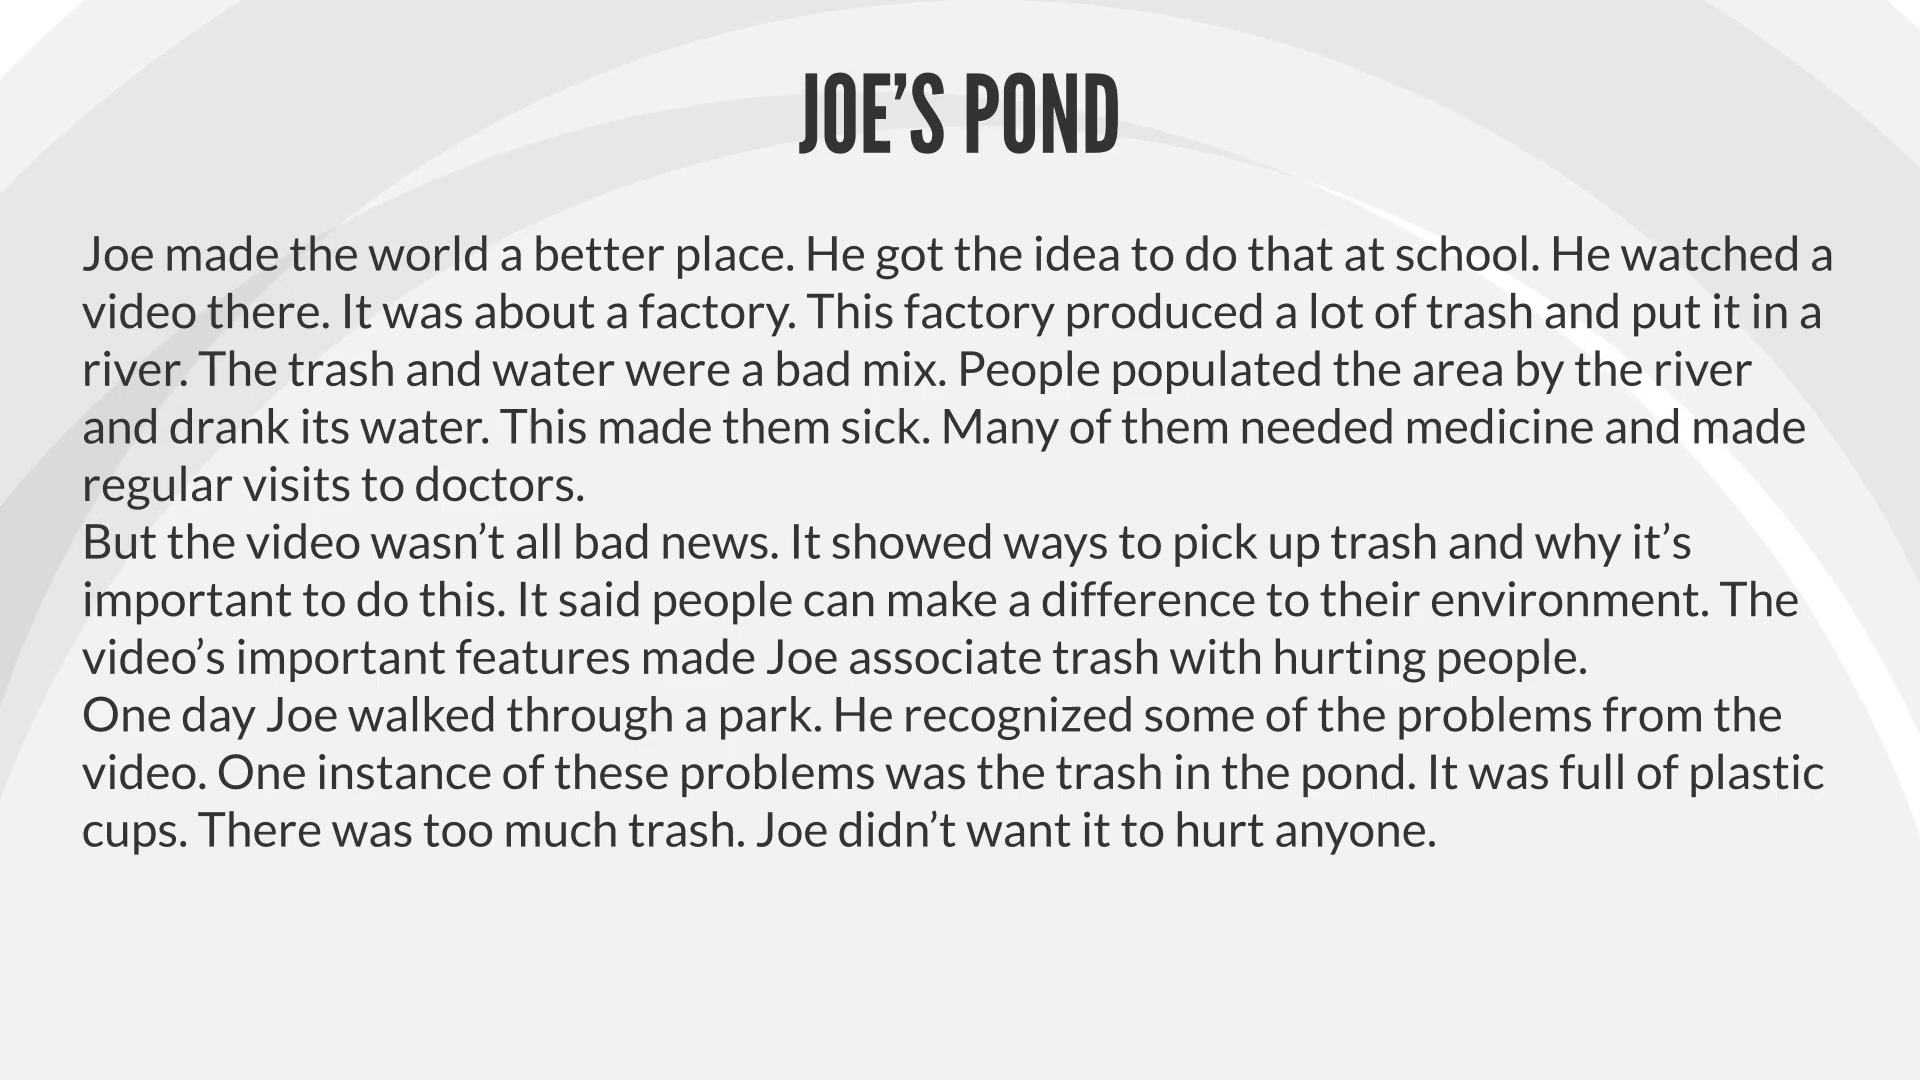 JOE’S POND
Joe made the world a better place. He got the idea to do that at school. He watched a
video there. It was about a factory. This factory produced a lot of trash and put it in a
river. The trash and water were a bad mix. People populated the area by the river
and drank its water. This made them sick. Many of them needed medicine and made
regular visits to doctors.
But the video wasn’t all bad news. It showed ways to pick up trash and why it’s
important to do this. It said people can make a difference to their environment. The
video’s important features made Joe associate trash with hurting people.
One day Joe walked through a park. He recognized some of the problems from the
video. One instance of these problems was the trash in the pond. It was full of plastic
cups. There was too much trash. Joe didn’t want it to hurt anyone.